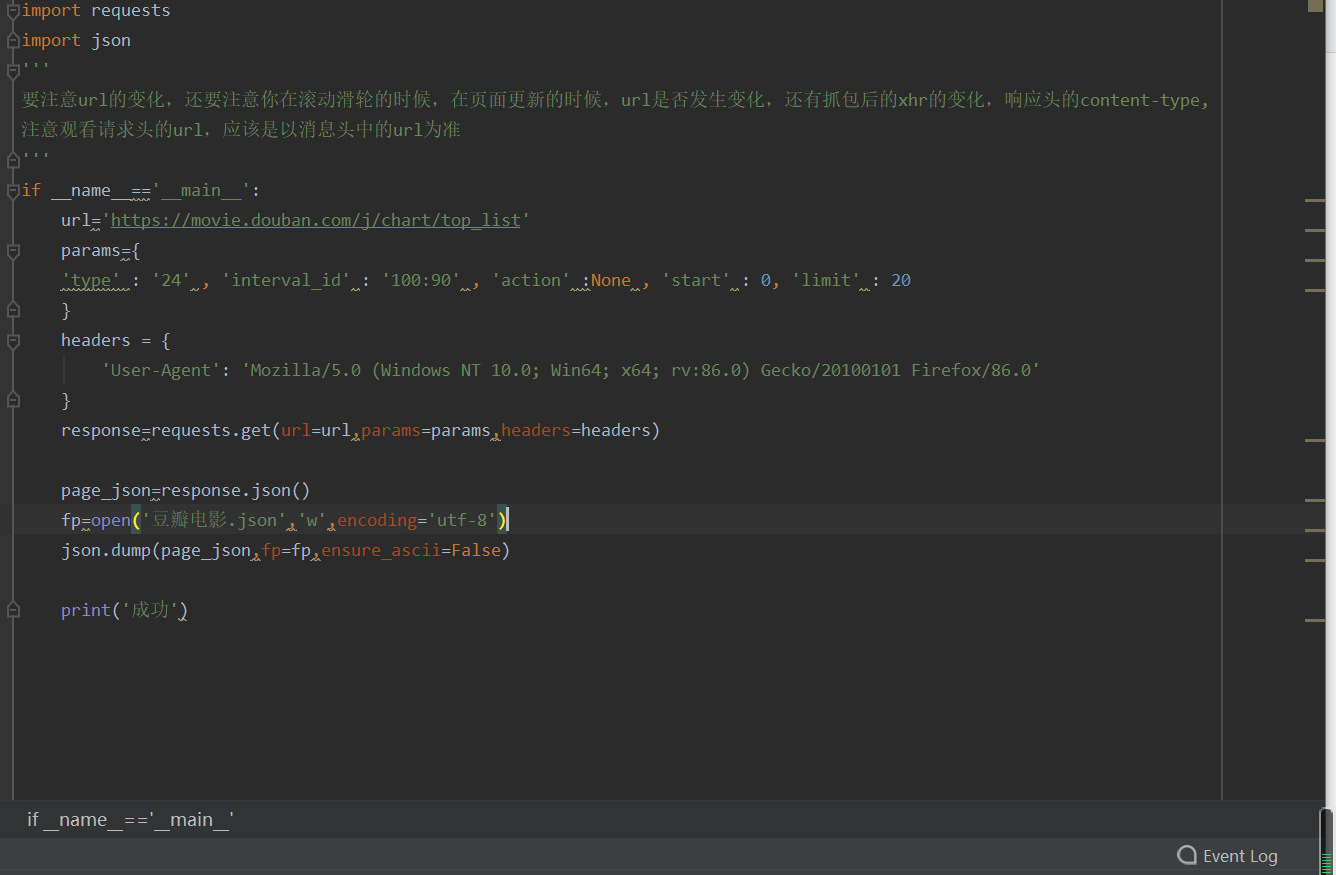 import requests
import json
'''
要注意url的变化，还要注意你在滚动滑轮的时候，在页面更新的时候，url是否发生变化，还有抓包后的xhr的变化，响应头的content-type,
注意观看请求头的url，应该是以消息头中的url为准
'''
if __name__=='__main__':
    url='https://movie.douban.com/j/chart/top_list'
    params={
    'type' : '24' , 'interval_id' : '100:90' , 'action' :None , 'start' : 0, 'limit' : 20
    }
    headers = {
        'User-Agent': 'Mozilla/5.0 (Windows NT 10.0; Win64; x64; rv:86.0) Gecko/20100101 Firefox/86.0'
    }
    response=requests.get(url=url,params=params,headers=headers)
    page_json=response.json()
    fp=open('豆瓣电影.json','w',encoding='utf-8')
    json.dump(page_json,fp=fp,ensure_ascii=False)
    print('成功')
if __name__=='__main__'
Event Log